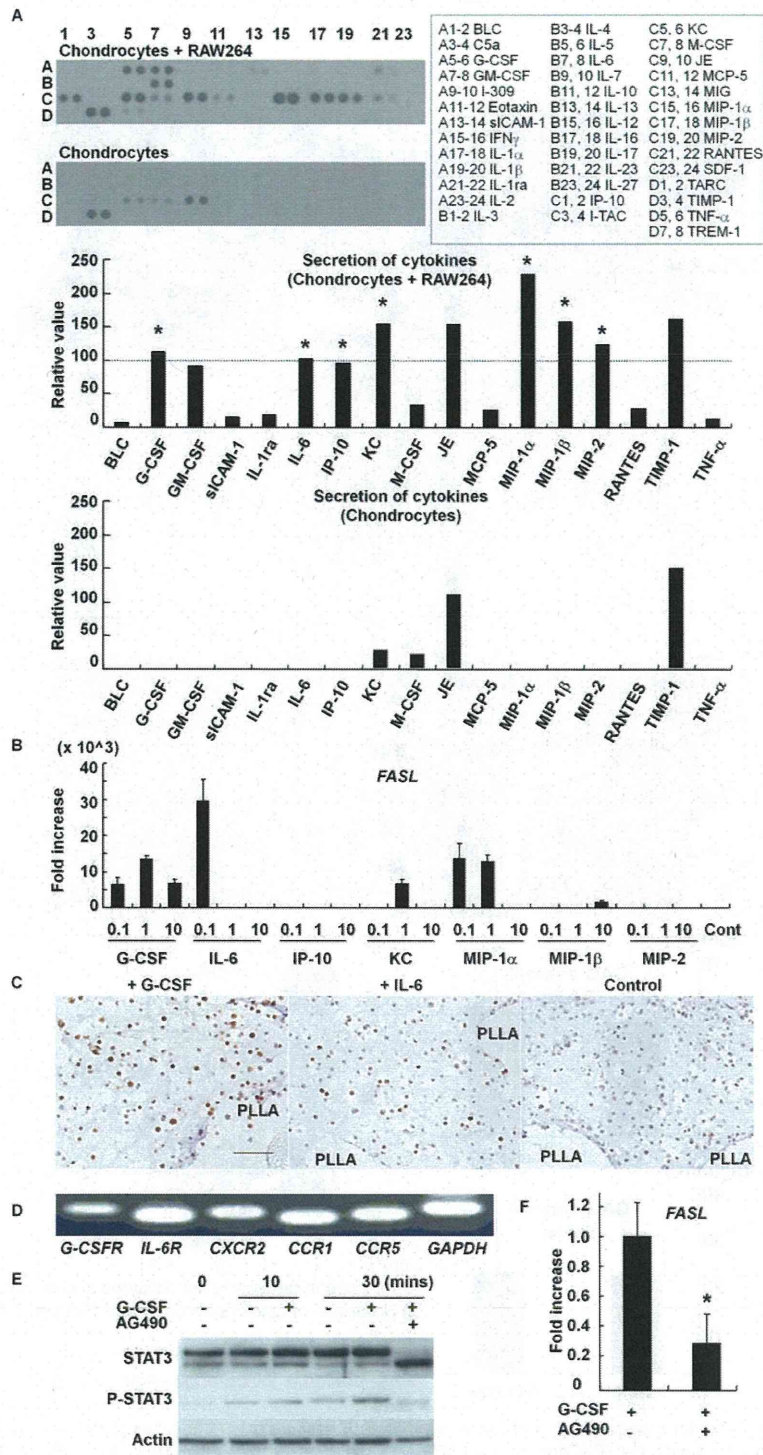 A
1 3 5 7 9 11 15 17 19 21 23
Chondrocytes + RAW264
A
B
C
D
Chondrocytes
A
B
C
D
A1-2 BLC
A3-4 C5a
A5-6 G-CSF
A7-8 GM-CSF
A9-10 I-309
A11-12 Eotaxin
A13-14 sICAM-1
A15-16 IFNγ
A17-18 IL-1α
A19-20 IL-1β
A21-22 IL-1ra
A23-24 IL-2
B1-2 IL-3
B3-4 IL-4
B5, 6 IL-5
B7, 8 IL-6
B9, 10 IL-7
B11, 12 IL-10
B13, 14 IL-13
B15, 16 IL-12
B17, 18 IL-16
B19, 20 IL-17
B21, 22 IL-23
B23, 24 IL-27
C1, 2 IP-10
C3, 4 I-TAC
C5, 6 KC
C7, 8 M-CSF
C9, 10 JE
C11, 12 MCP-5
C13, 14 MIG
C15, 16 MIP-1α
C17, 18 MIP-1β
C19, 20 MIP-2
C21, 22 RANTES
C23, 24 SDF-1
D1, 2 TARC
D3, 4 TIMP-1
D5, 6 TNF-α
D7, 8 TREM-1
Secretion of cytokines
(Chondrocytes + RAW264)
Relative value
250
200
150
100
50
0
* * * * * * *
BLC G-CSF GM-CSF sICAM-1 IL-1ra IL-6 IP-10 KC M-CSF JE MCP-5 MIP-1α MIP-1β MIP-2 RANTES TIMP-1 TNF-α
Secretion of cytokines
(Chondrocytes)
Relative value
250
200
150
100
50
0
BLC G-CSF GM-CSF sICAM-1 IL-1ra IL-6 IP-10 KC M-CSF JE MCP-5 MIP-1α MIP-1β MIP-2 RANTES TIMP-1 TNF-α
B
(x 10^3)
FASL
Fold increase
40
30
20
10
0
0.1 1 10 0.1 1 10 0.1 1 10 0.1 1 10 0.1 1 10 0.1 1 10 0.1 1 10 Cont
G-CSF IL-6 IP-10 KC MIP-1α MIP-1β MIP-2
C
+ G-CSF + IL-6 Control
PLLA
PLLA
PLLA
PLLA
PLLA
D
G-CSFR IL-6R CXCR2 CCR1 CCR5 GAPDH
E
0 10 30 (mins)
G-CSF - - + - + +
AG490 - - - - - +
STAT3
P-STAT3
Actin
F
FASL
Fold increase
1.2
1.0
0.8
0.6
0.4
0.2
0
*
G-CSF + +
AG490 - +